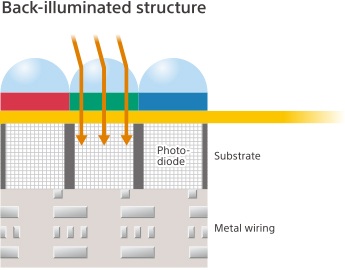 Back-illuminated structure
Photo-
diode
Substrate
Metal wiring